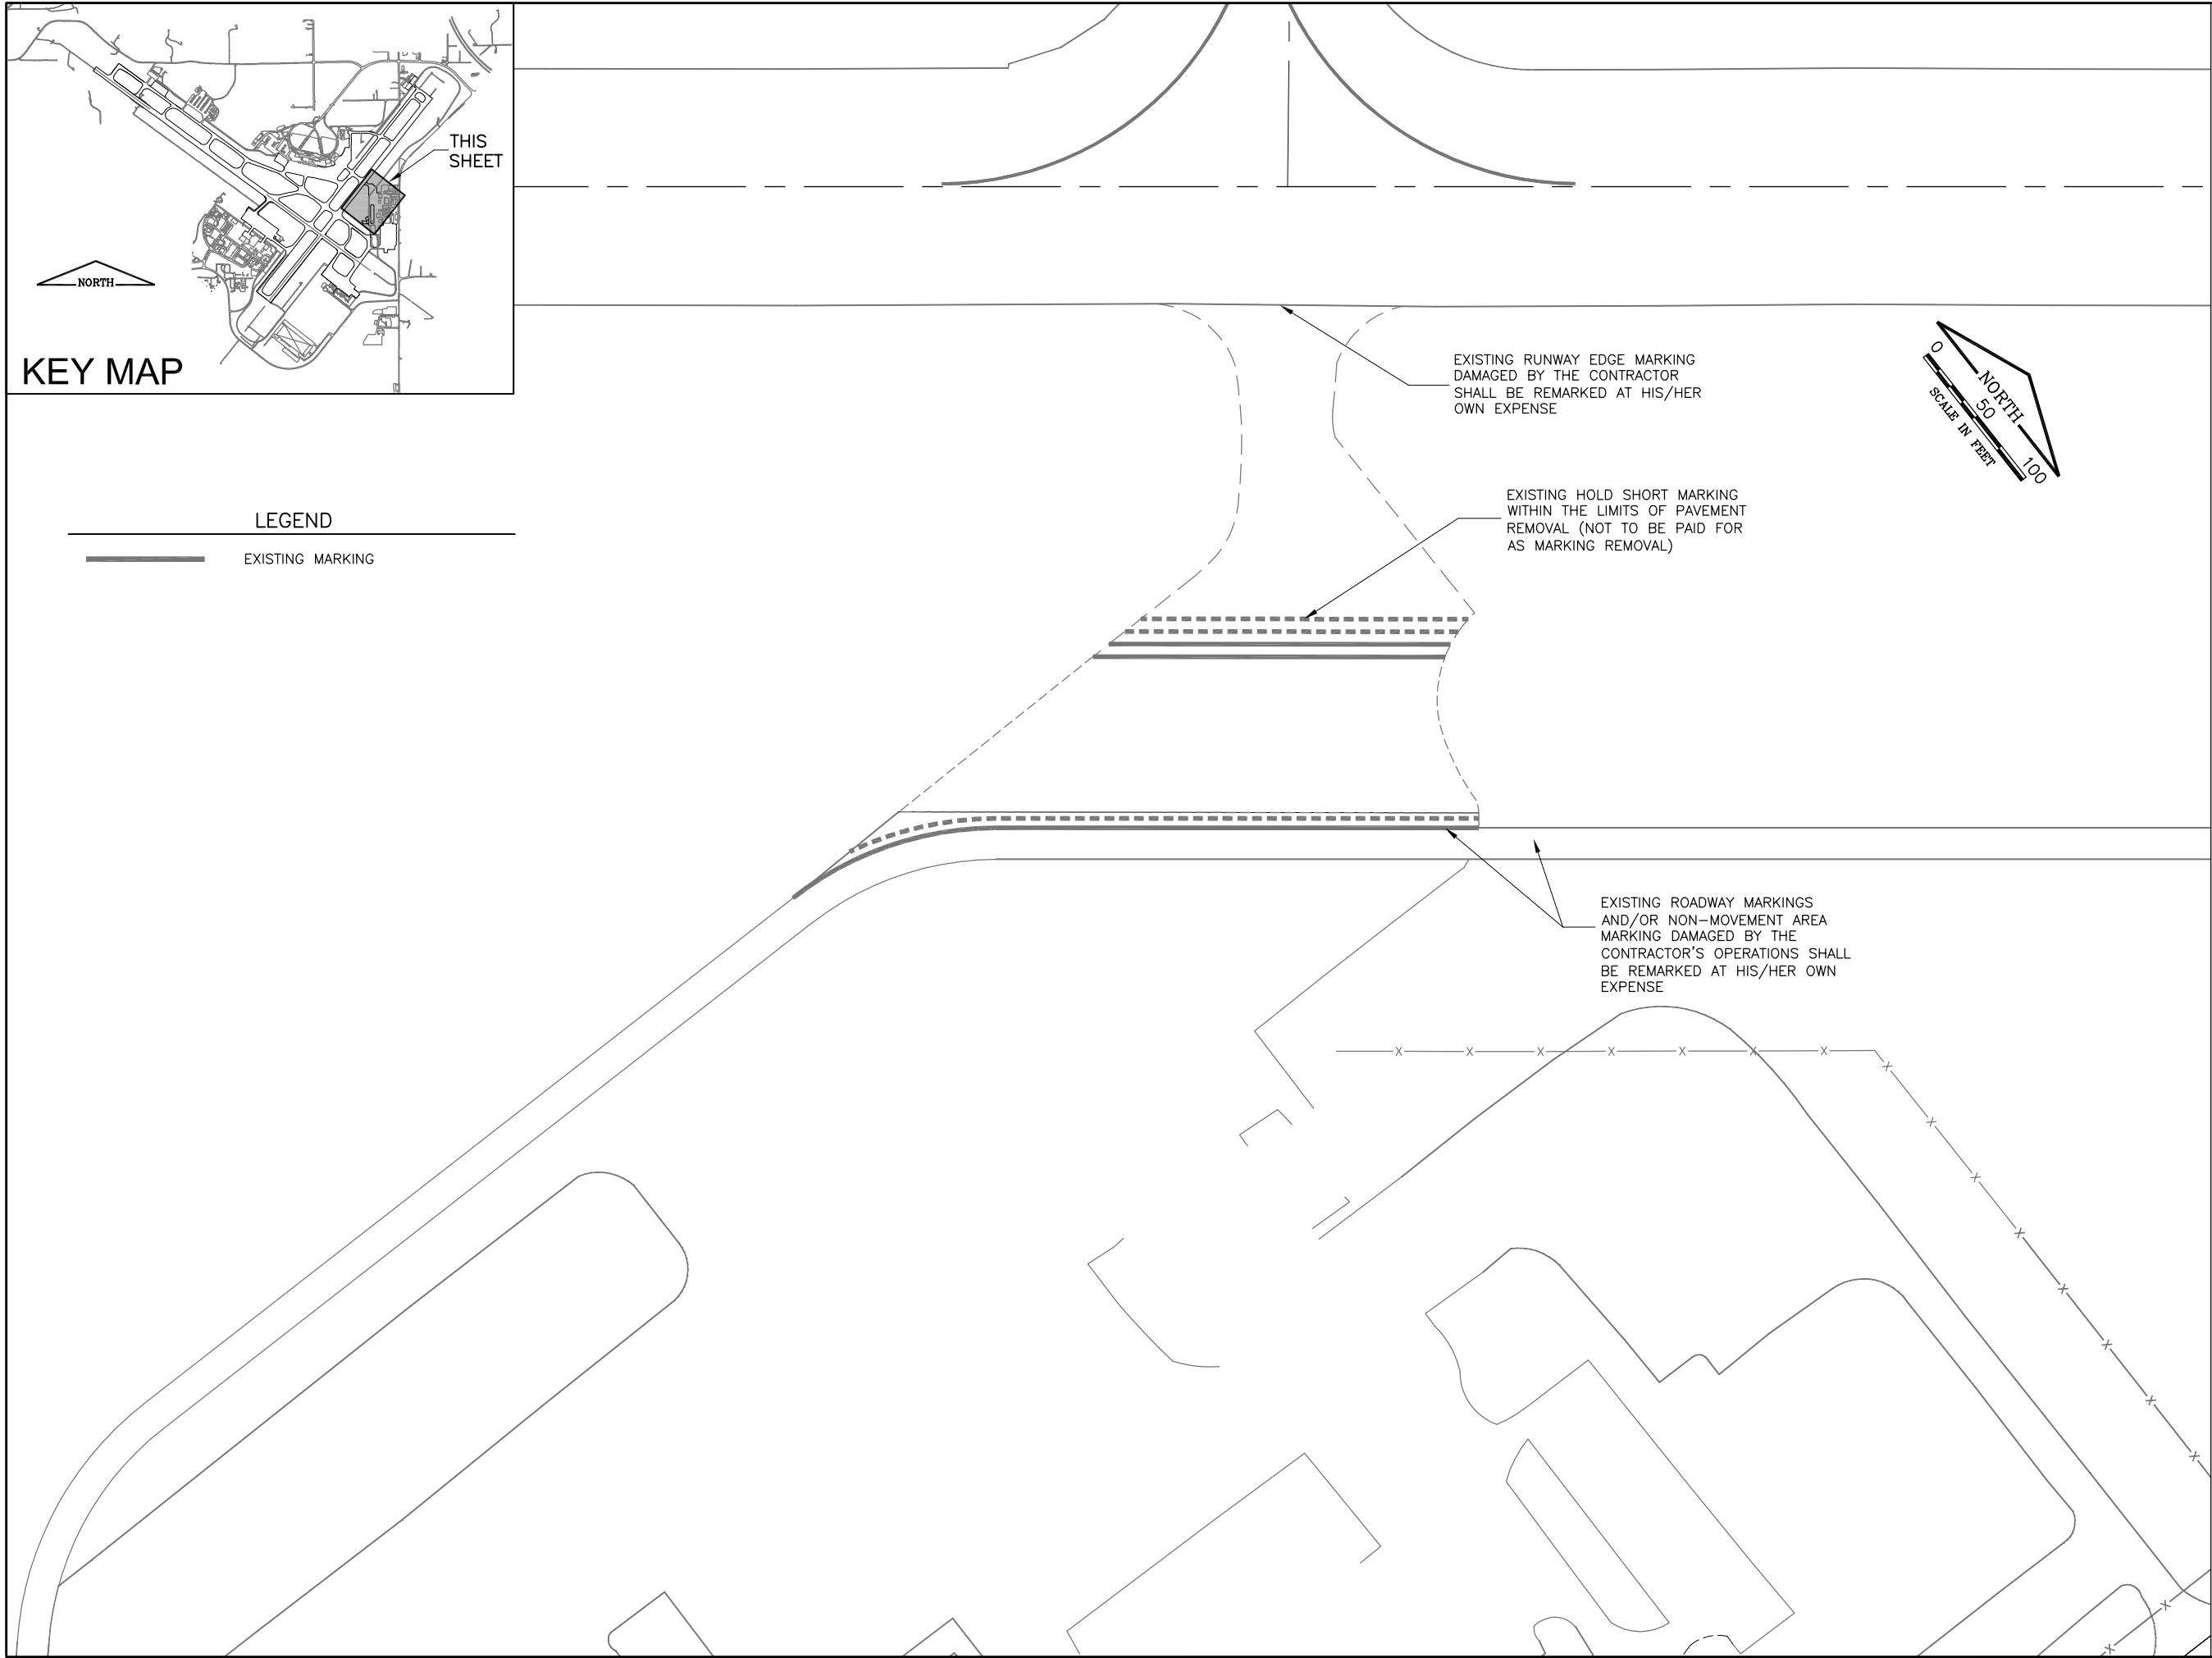 THIS
SHEET
NORTH
KEY MAP
LEGEND
EXISTING MARKING
EXISTING RUNWAY EDGE MARKING
DAMAGED BY THE CONTRACTOR
SHALL BE REMARKED AT HIS/HER
OWN EXPENSE
0
50
100
NORTH
SCALE IN FEET
EXISTING HOLD SHORT MARKING
WITHIN THE LIMITS OF PAVEMENT
REMOVAL (NOT TO BE PAID FOR
AS MARKING REMOVAL)
EXISTING ROADWAY MARKINGS
AND/OR NON-MOVEMENT AREA
MARKING DAMAGED BY THE
CONTRACTOR'S OPERATIONS SHALL
BE REMARKED AT HIS/HER OWN
EXPENSE